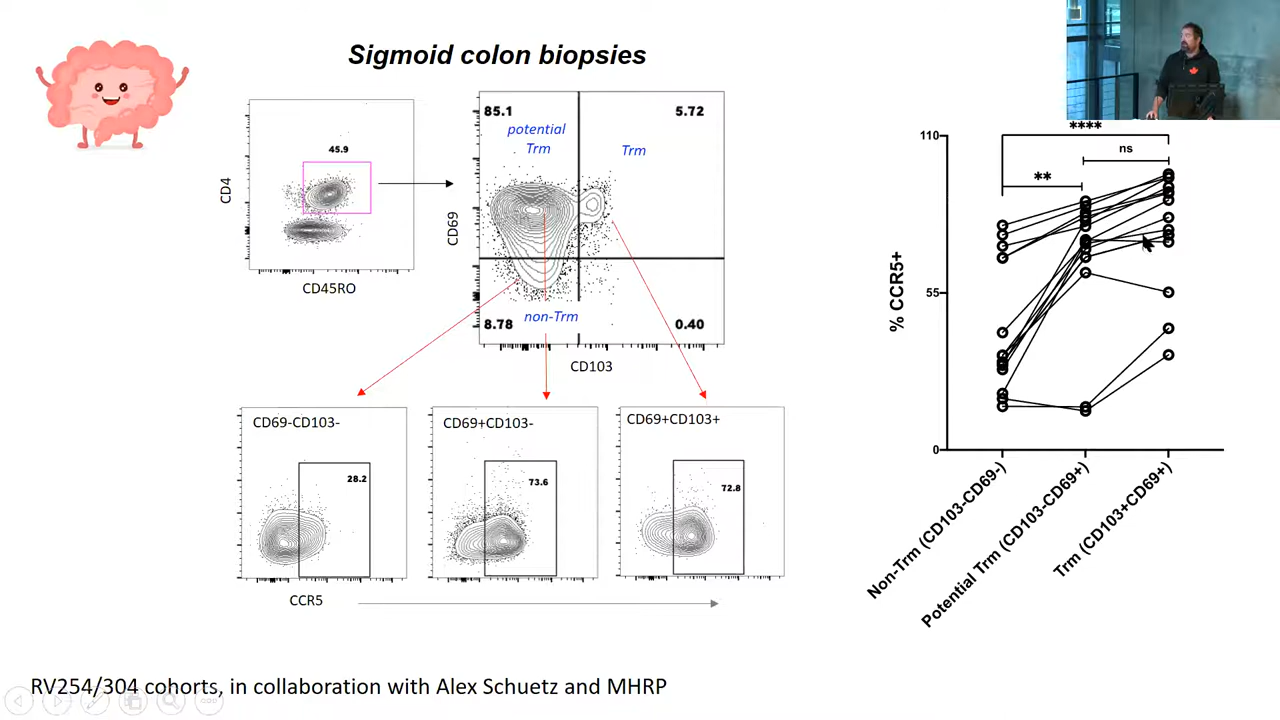 Sigmoid colon biopsies
45.9
CD4
CD45RO
85.1
5.72
potential
Trm
Trm
CD69
non-Trm
8.78
0.40
CD103
CD69-CD103-
28.2
CD69+CD103-
73.6
CD69+CD103+
72.8
CCR5
****
ns
**
110
55
0
% CCR5+
Non-Trm (CD103-CD69-)
Potential Trm (CD103-CD69+)
Trm (CD103+CD69+)
RV254/304 cohorts, in collaboration with Alex Schuetz and MHRP